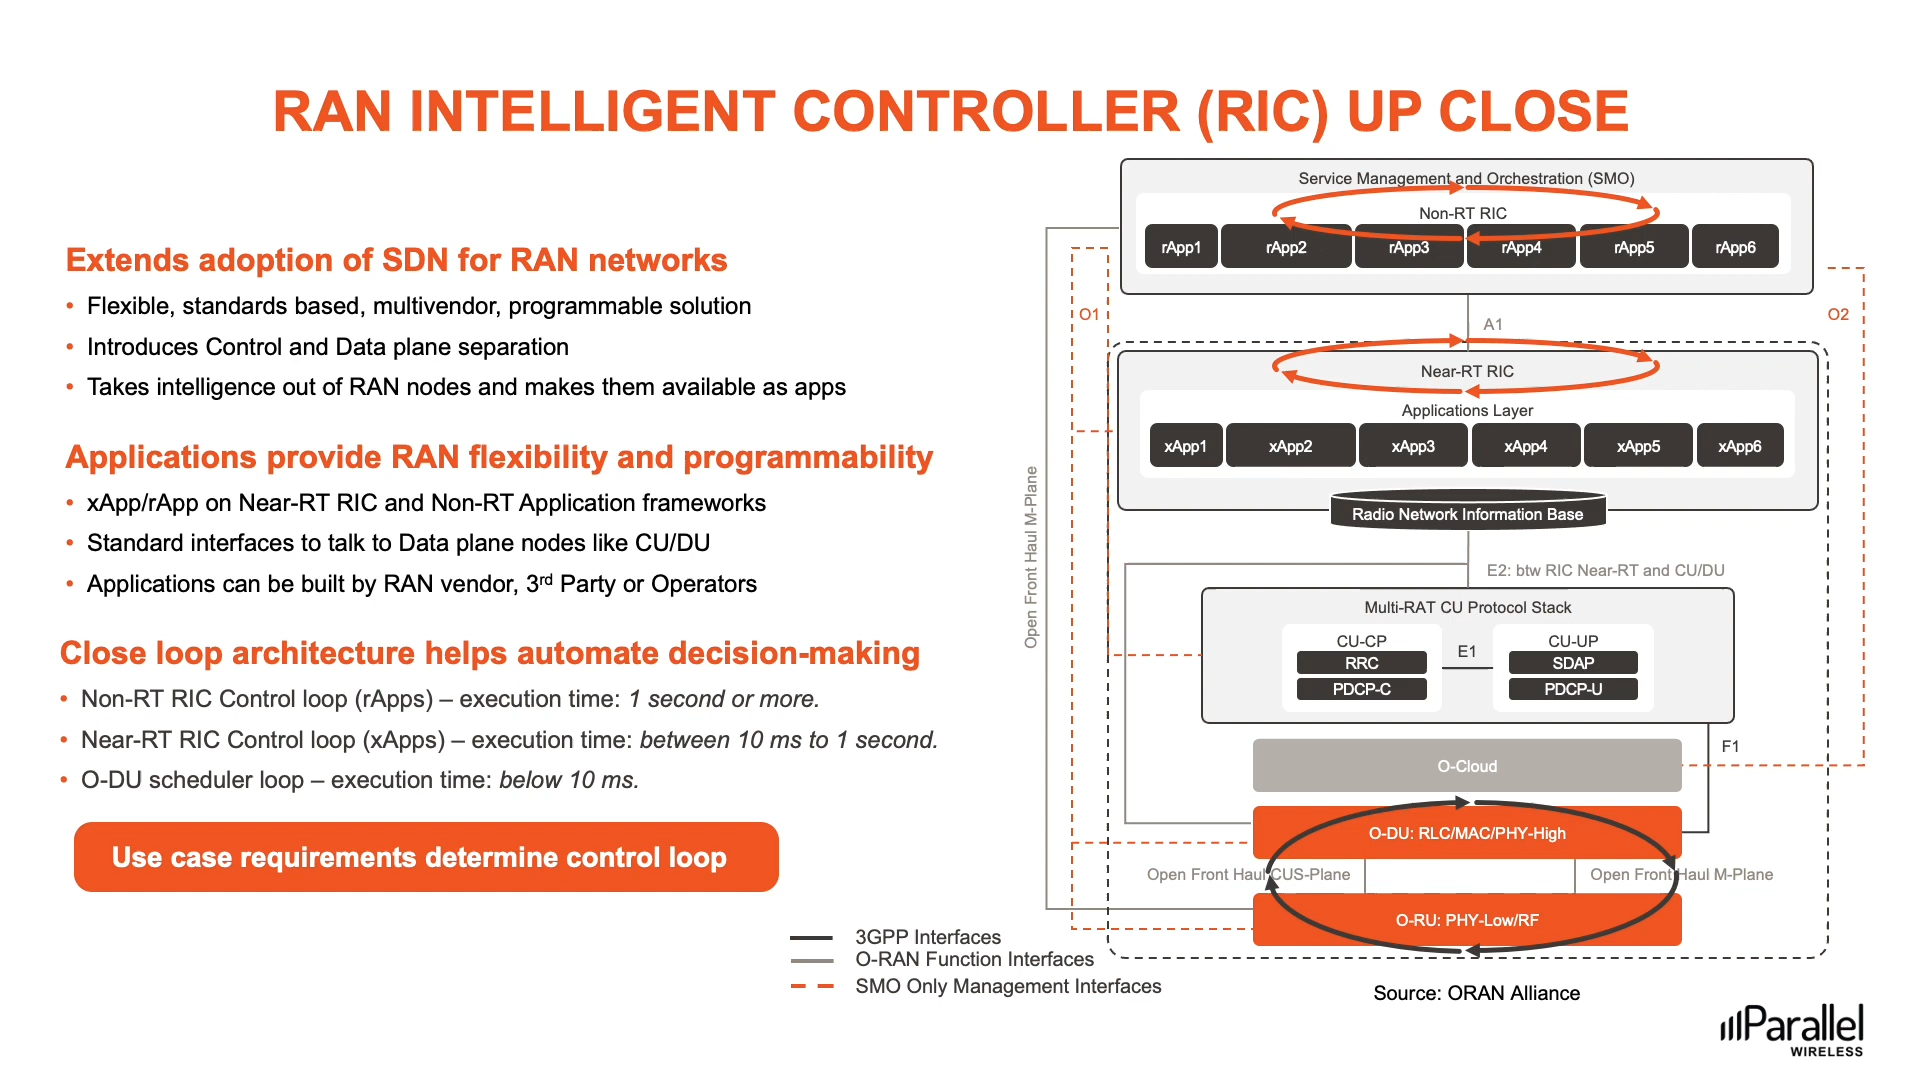 RAN INTELLIGENT CONTROLLER (RIC) UP CLOSE
Extends adoption of SDN for RAN networks
• Flexible, standards based, multivendor, programmable solution
• Introduces Control and Data plane separation
• Takes intelligence out of RAN nodes and makes them available as apps
Applications provide RAN flexibility and programmability
• xApp/rApp on Near-RT RIC and Non-RT Application frameworks
• Standard interfaces to talk to Data plane nodes like CU/DU
• Applications can be built by RAN vendor, 3rd Party or Operators
Close loop architecture helps automate decision-making
• Non-RT RIC Control loop (rApps) – execution time: 1 second or more.
• Near-RT RIC Control loop (xApps) – execution time: between 10 ms to 1 second.
• O-DU scheduler loop – execution time: below 10 ms.
Use case requirements determine control loop
Service Management and Orchestration (SMO)
Non-RT RIC
rApp1 rApp2 rApp3 rApp4 rApp5 rApp6
O1
A1
O2
Near-RT RIC
Applications Layer
xApp1 xApp2 xApp3 xApp4 xApp5 xApp6
Radio Network Information Base
Open Front Haul M-Plane
E2: btw RIC Near-RT and CU/DU
Multi-RAT CU Protocol Stack
CU-CP
RRC
PDCP-C
E1
CU-UP
SDAP
PDCP-U
F1
O-Cloud
O-DU: RLC/MAC/PHY-High
Open Front Haul CUS-Plane
Open Front Haul M-Plane
O-RU: PHY-Low/RF
3GPP Interfaces
O-RAN Function Interfaces
SMO Only Management Interfaces
Source: ORAN Alliance
Parallel
WIRELESS